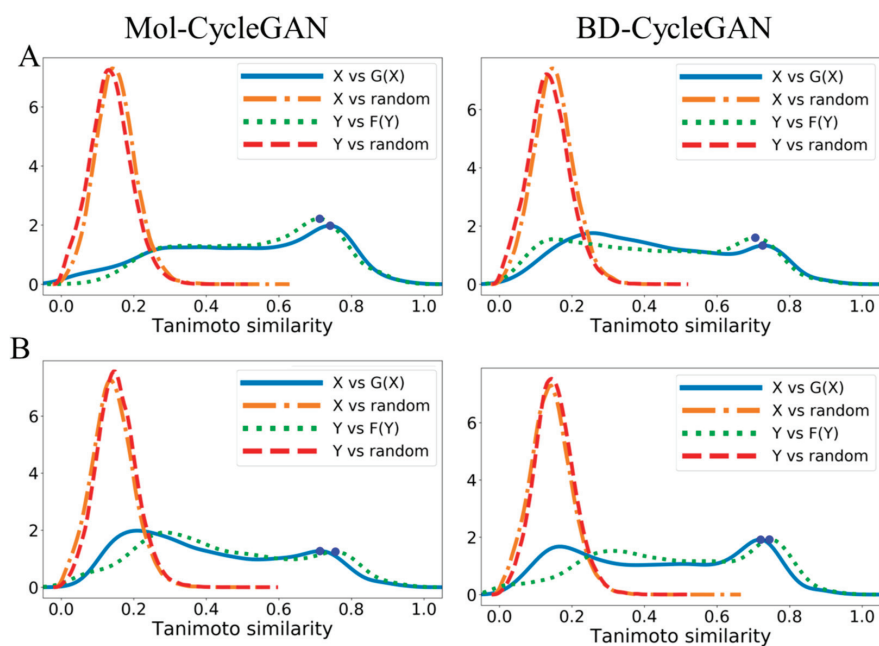 Mol-CycleGAN
BD-CycleGAN
A
X vs G(X)
X vs random
Y vs F(Y)
Y vs random
6
4
2
0
0.0 0.2 0.4 0.6 0.8 1.0
Tanimoto similarity
X vs G(X)
X vs random
Y vs F(Y)
Y vs random
6
4
2
0
0.0 0.2 0.4 0.6 0.8 1.0
Tanimoto similarity
B
X vs G(X)
X vs random
Y vs F(Y)
Y vs random
6
4
2
0
0.0 0.2 0.4 0.6 0.8 1.0
Tanimoto similarity
X vs G(X)
X vs random
Y vs F(Y)
Y vs random
6
4
2
0
0.0 0.2 0.4 0.6 0.8 1.0
Tanimoto similarity